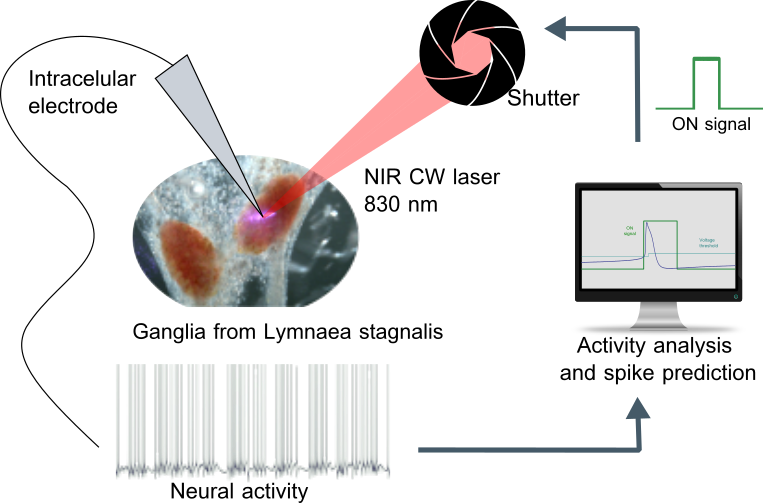 Intracelular
electrode
Shutter
ON signal
NIR CW laser
830 nm
ON
signal
Voltage
threshold
Ganglia from Lymnaea stagnalis
Activity analysis
and spike prediction
Neural activity